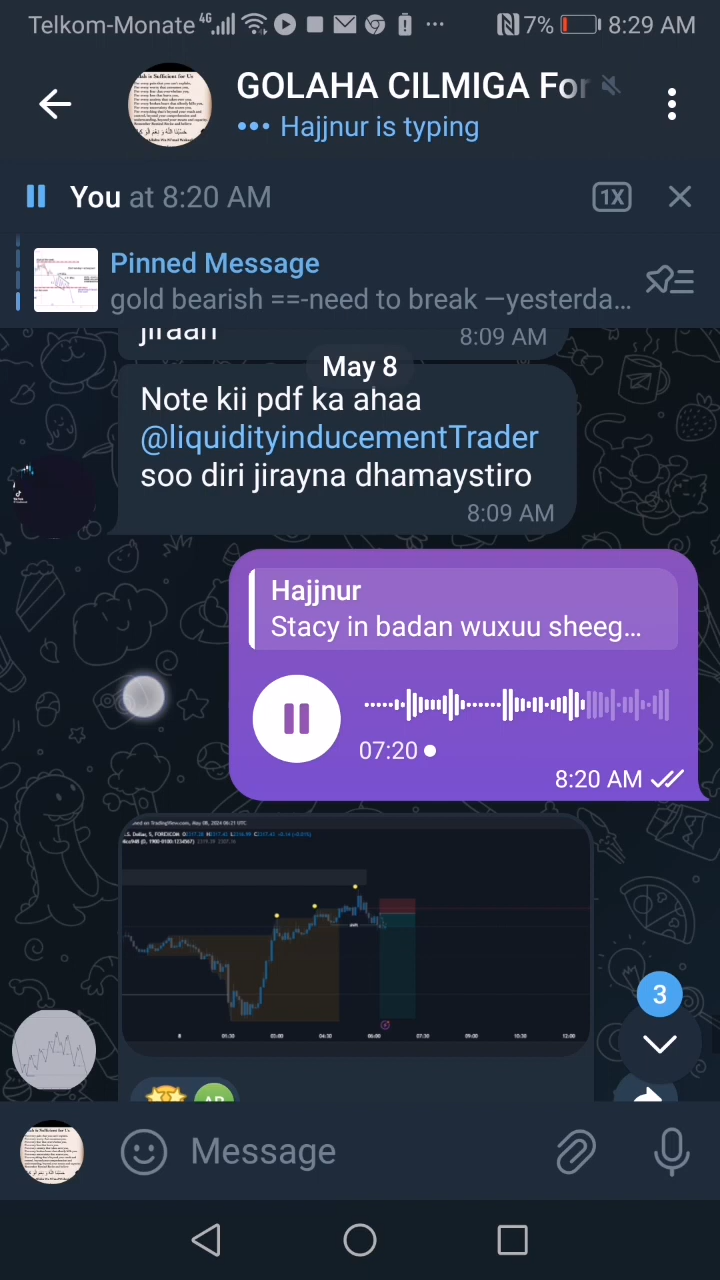 Telkom-Monate 4G 7% 8:29 AM
GOLAHA CILMIGA For
Hajjnur is typing
You at 8:20 AM 1X
Pinned Message
gold bearish ==-need to break —yesterda...
jiraan 8:09 AM
May 8
Note kii pdf ka ahaa
@liquidityinducementTrader
soo diri jirayna dhamaystiro
8:09 AM
Hajjnur
Stacy in badan wuxuu sheeg...
07:20
8:20 AM
3
Message